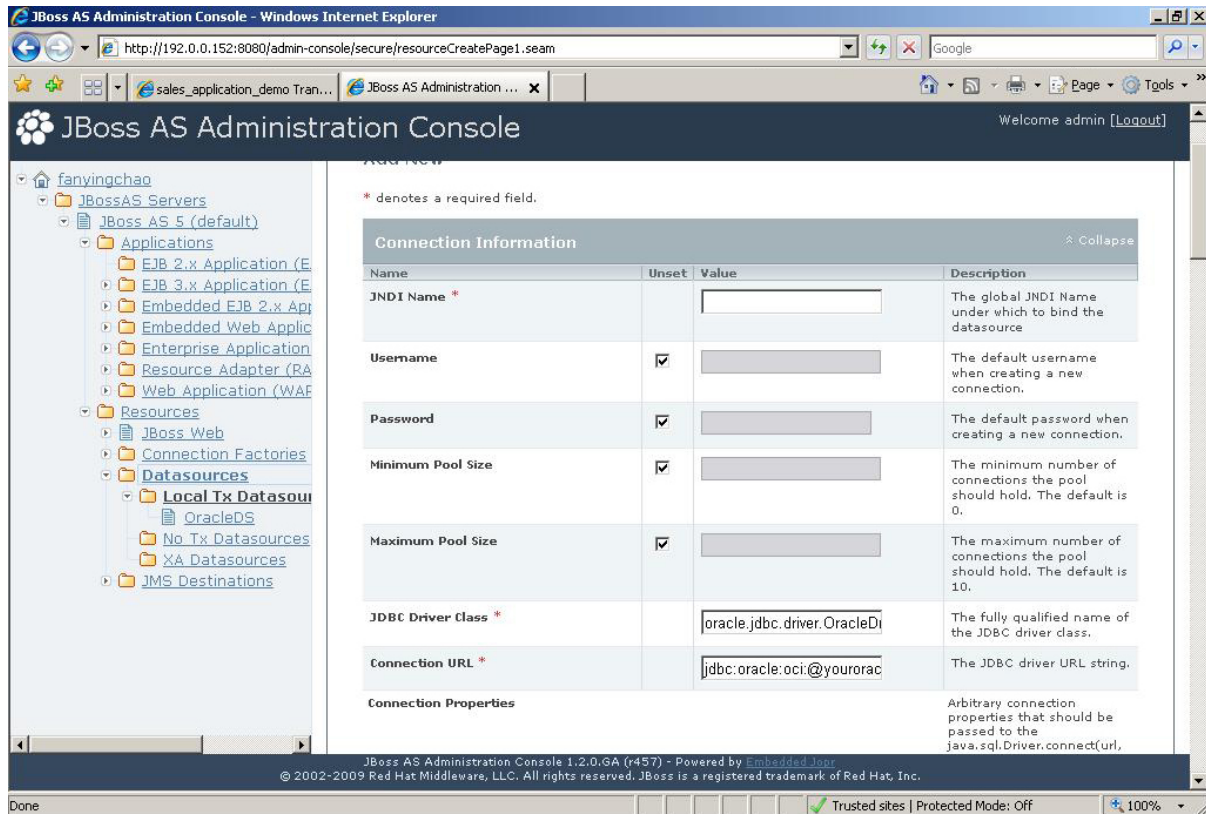 JBoss AS Administration Console - Windows Internet Explorer
http://192.0.0.152:8080/admin-console/secure/resourceCreatePage1.seam
Google
sales_application_demo Tran...
JBoss AS Administration ...
Page
Tools
JBoss AS Administration Console
Welcome admin [Logout]
fanyingchao
JBossAS Servers
JBoss AS 5 (default)
Applications
EJB 2.x Application (E
EJB 3.x Application (E
Embedded EJB 2.x App
Embedded Web Applic
Enterprise Application
Resource Adapter (RA
Web Application (WAR
Resources
JBoss Web
Connection Factories
Datasources
Local Tx Datasour
OracleDS
No Tx Datasources
XA Datasources
JMS Destinations
Add New
* denotes a required field.
Connection Information
Collapse
Name Unset Value Description
JNDI Name *
The global JNDI Name
under which to bind the
datasource
Username
The default username
when creating a new
connection.
Password
The default password when
creating a new connection.
Minimum Pool Size
The minimum number of
connections the pool
should hold. The default is
0.
Maximum Pool Size
The maximum number of
connections the pool
should hold. The default is
10.
JDBC Driver Class *
oracle.jdbc.driver.OracleDr
The fully qualified name of
the JDBC driver class.
Connection URL *
jdbc:oracle:oci:@yourorac
The JDBC driver URL string.
Connection Properties
Arbitrary connection
properties that should be
passed to the
java.sql.Driver.connect(url,
JBoss AS Administration Console 1.2.0.GA (r457) - Powered by Embedded Jopr
© 2002-2009 Red Hat Middleware, LLC. All rights reserved. JBoss is a registered trademark of Red Hat, Inc.
Done
Trusted sites | Protected Mode: Off
100%